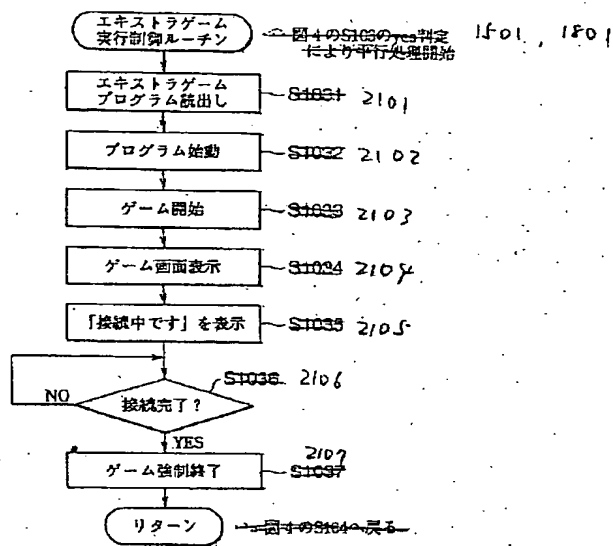 エキストラゲーム
実行制御ルーチン
図4のS103のyes判定
により平行処理開始
1501, 1801
エキストラゲーム
プログラム読出し
S1031 2101
プログラム始動
S1032 2102
ゲーム開始
S1033 2103
ゲーム画面表示
S1034 2104
「接続中です」を表示
S1035 2105
S1036 2106
NO
接続完了?
YES
2107
ゲーム強制終了
S1037
リターン
図4のS104へ戻る